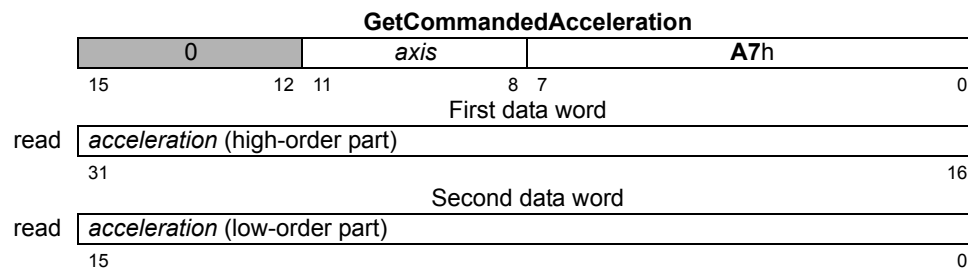 GetCommandedAcceleration
0 axis A7h
15 12 11 8 7 0
First data word
read acceleration (high-order part)
31 16
Second data word
read acceleration (low-order part)
15 0